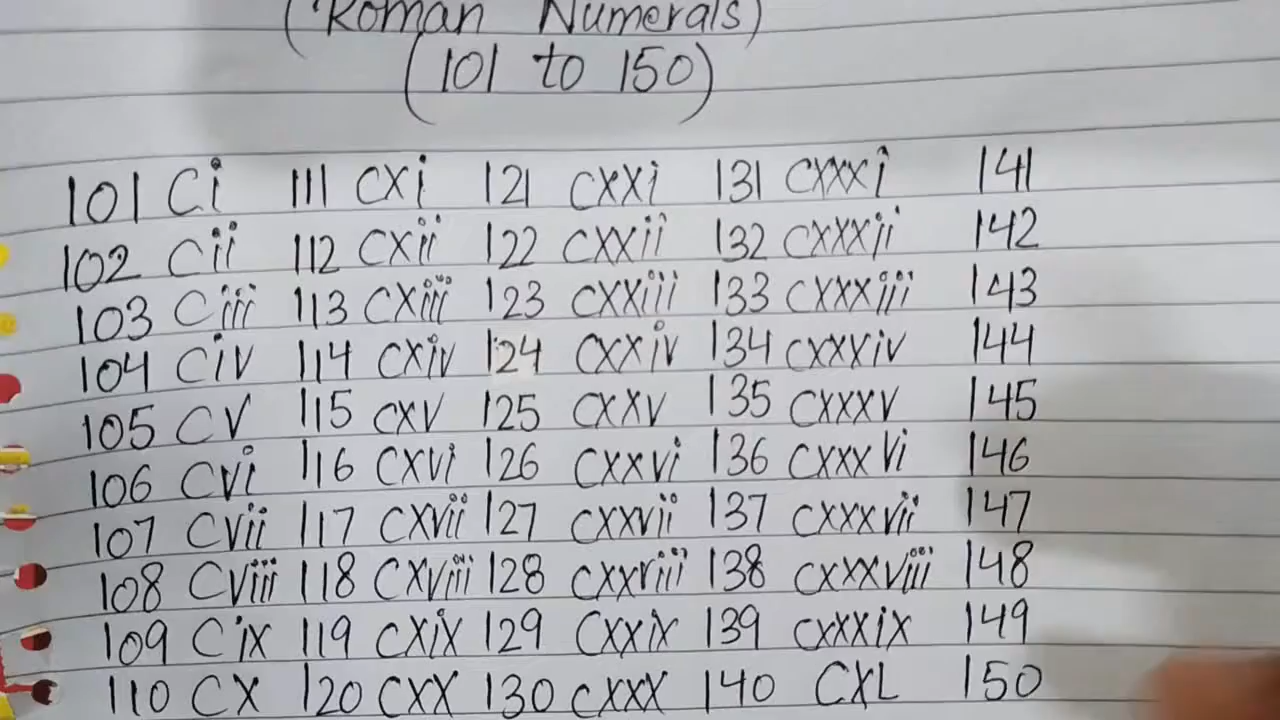 (Roman Numerals)
(101 to 150)
101 Ci 111 CXi 121 CXXi 131 CXXXi 141
102 Cii 112 CXii 122 CXXii 132 CXXXii 142
103 Ciii 113 CXiii 123 CXXiii 133 CXXXiii 143
104 Civ 114 CXiv 124 CXXiv 134 CXXXiv 144
105 CV 115 CXV 125 CXXV 135 CXXXV 145
106 CVi 116 CXVi 126 CXXVi 136 CXXXVi 146
107 CVii 117 CXVii 127 CXXVii 137 CXXXVii 147
108 CViii 118 CXViii 128 CXXViii 138 CXXXViii 148
109 CiX 119 CXiX 129 CXXiX 139 CXXXiX 149
110 CX 120 CXX 130 CXXX 140 CXL 150